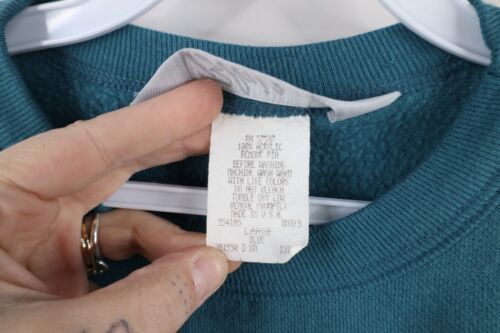 100% ACRYLIC
REMOVE PIN
BEFORE WASHING
MACHINE WASH WARM
WITH LIKE COLORS
DO NOT BLEACH
TUMBLE DRY LOW
REMOVE PROMPTLY
MADE IN U.S.A.
LARGE
BLUE